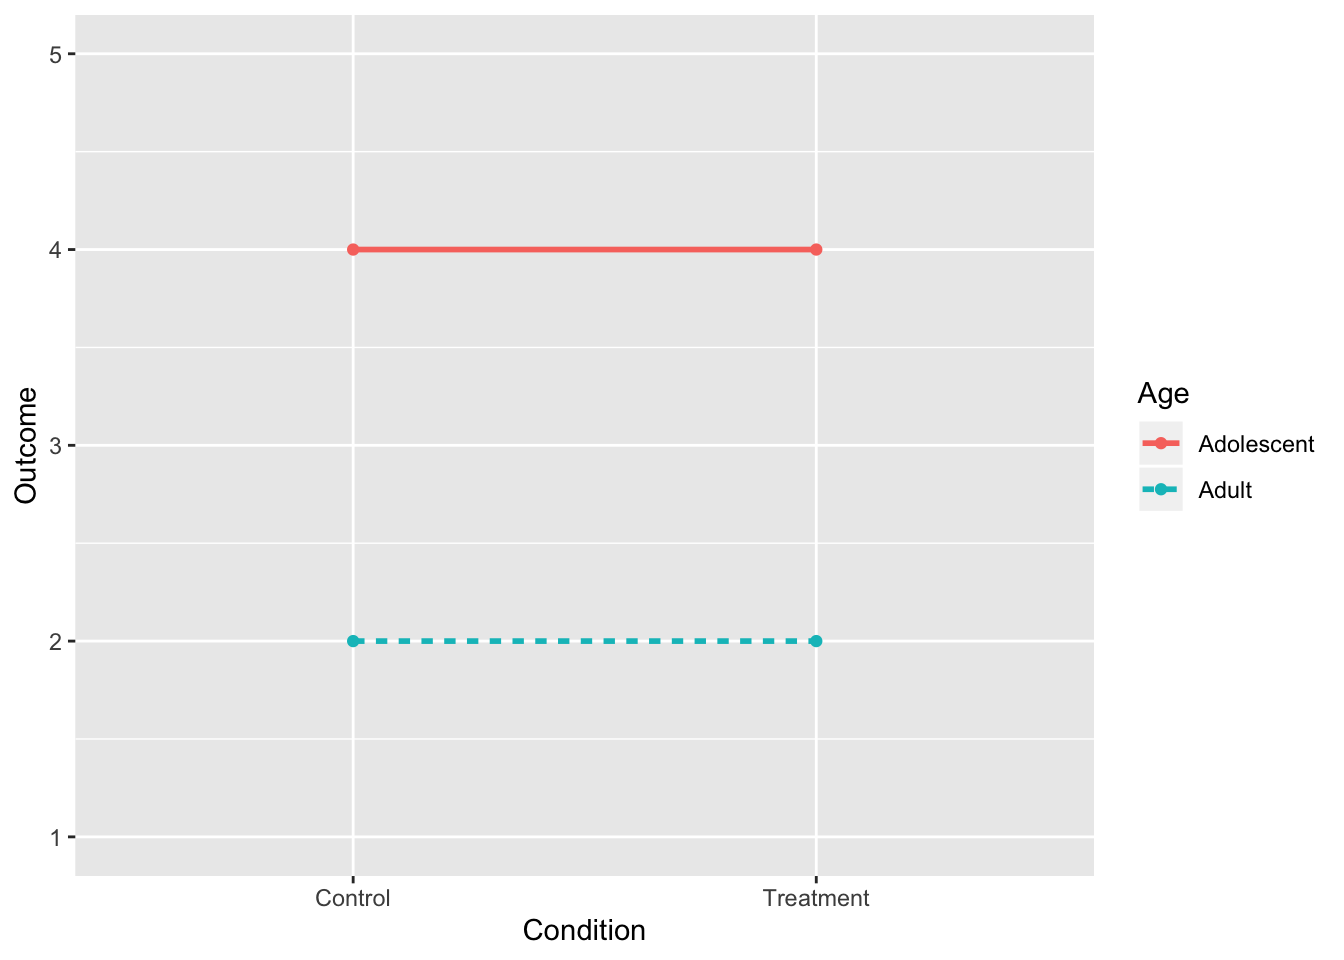 5
4
3
2
1
Outcome
Control
Treatment
Condition
Age
Adolescent
Adult